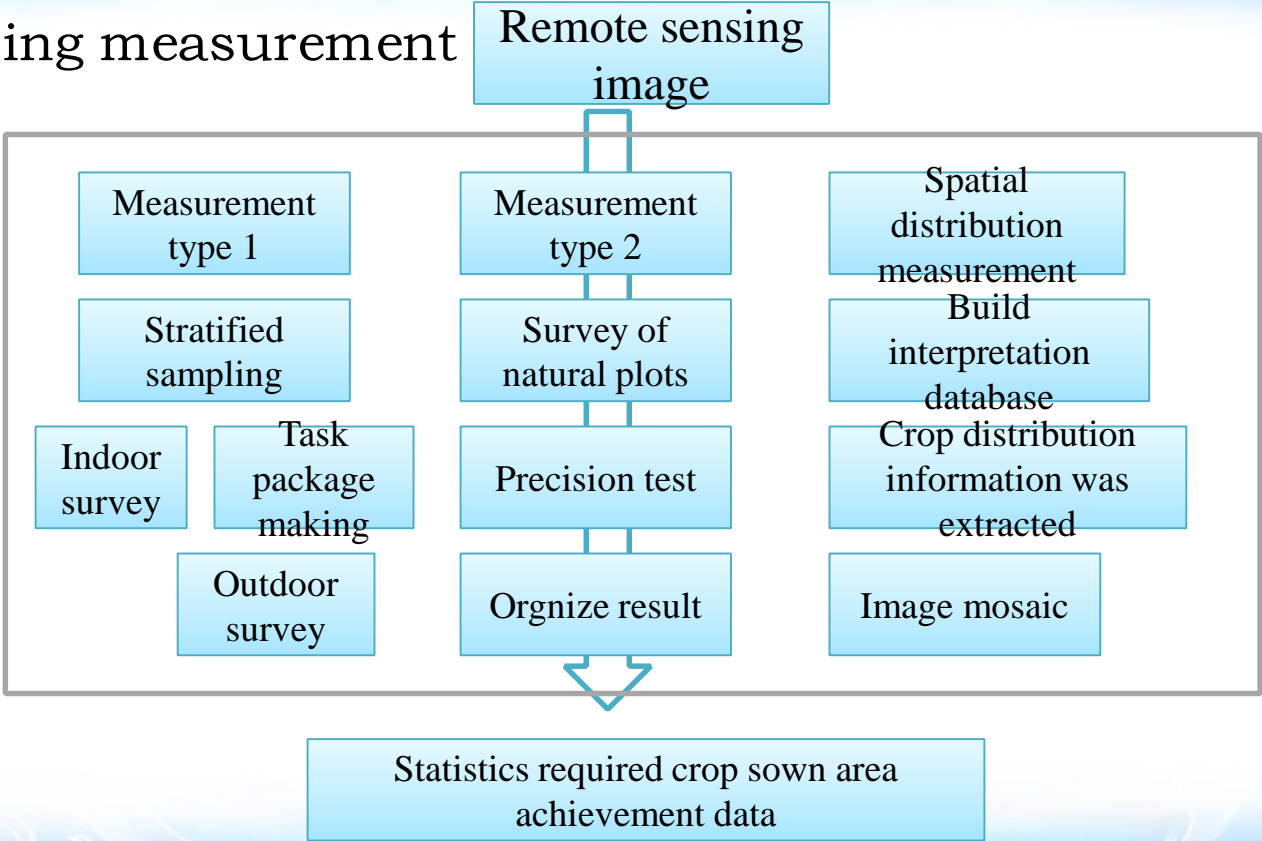 ing measurement
Remote sensing
image
Measurement
type 1
Measurement
type 2
Spatial
distribution
measurement
Stratified
sampling
Survey of
natural plots
Build
interpretation
database
Indoor
survey
Task
package
making
Precision test
Crop distribution
information was
extracted
Outdoor
survey
Orgnize result
Image mosaic
Statistics required crop sown area
achievement data